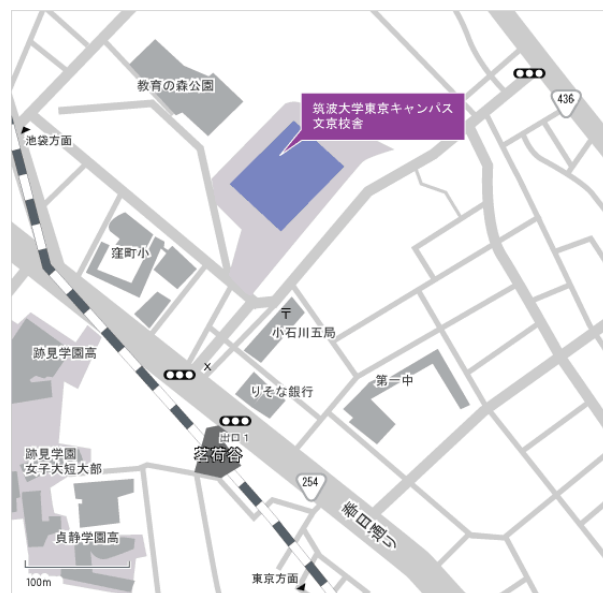 教育の森公園
筑波大学東京キャンパス
文京校舎
436
池袋方面
窪町小
〒
小石川五局
跡見学園高
X
りそな銀行
第一中
出口1
茗荷谷
跡見学園
女子大短大部
254
春日通り
貞静学園高
100m
東京方面